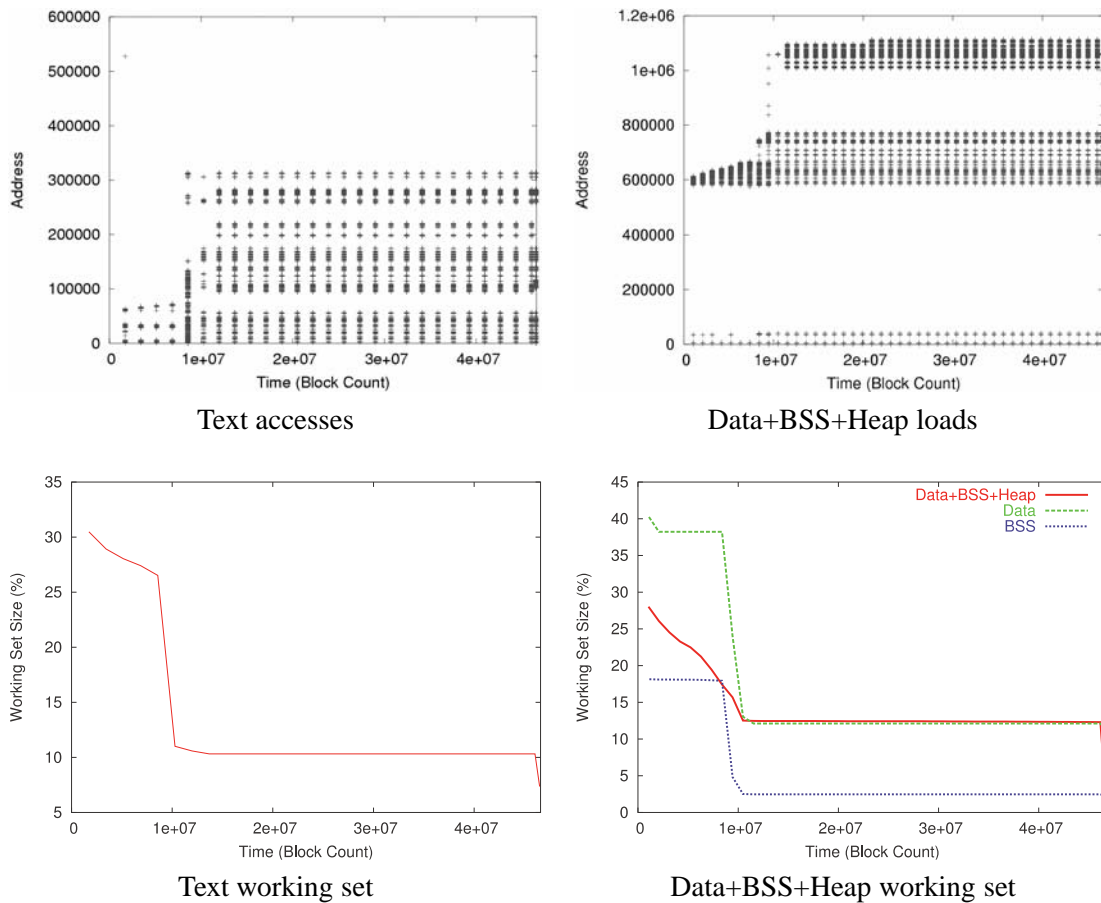 600000
500000
400000
300000
200000
100000
0
Address
0
1e+07
2e+07
3e+07
4e+07
Time (Block Count)
Text accesses
1.2e+06
1e+06
800000
600000
400000
200000
0
Address
0
1e+07
2e+07
3e+07
4e+07
Time (Block Count)
Data+BSS+Heap loads
35
30
25
20
15
10
5
Working Set Size (%)
0
1e+07
2e+07
3e+07
4e+07
Time (Block Count)
Text working set
45
40
35
30
25
20
15
10
5
0
Working Set Size (%)
Data+BSS+Heap
Data
BSS
0
1e+07
2e+07
3e+07
4e+07
Time (Block Count)
Data+BSS+Heap working set